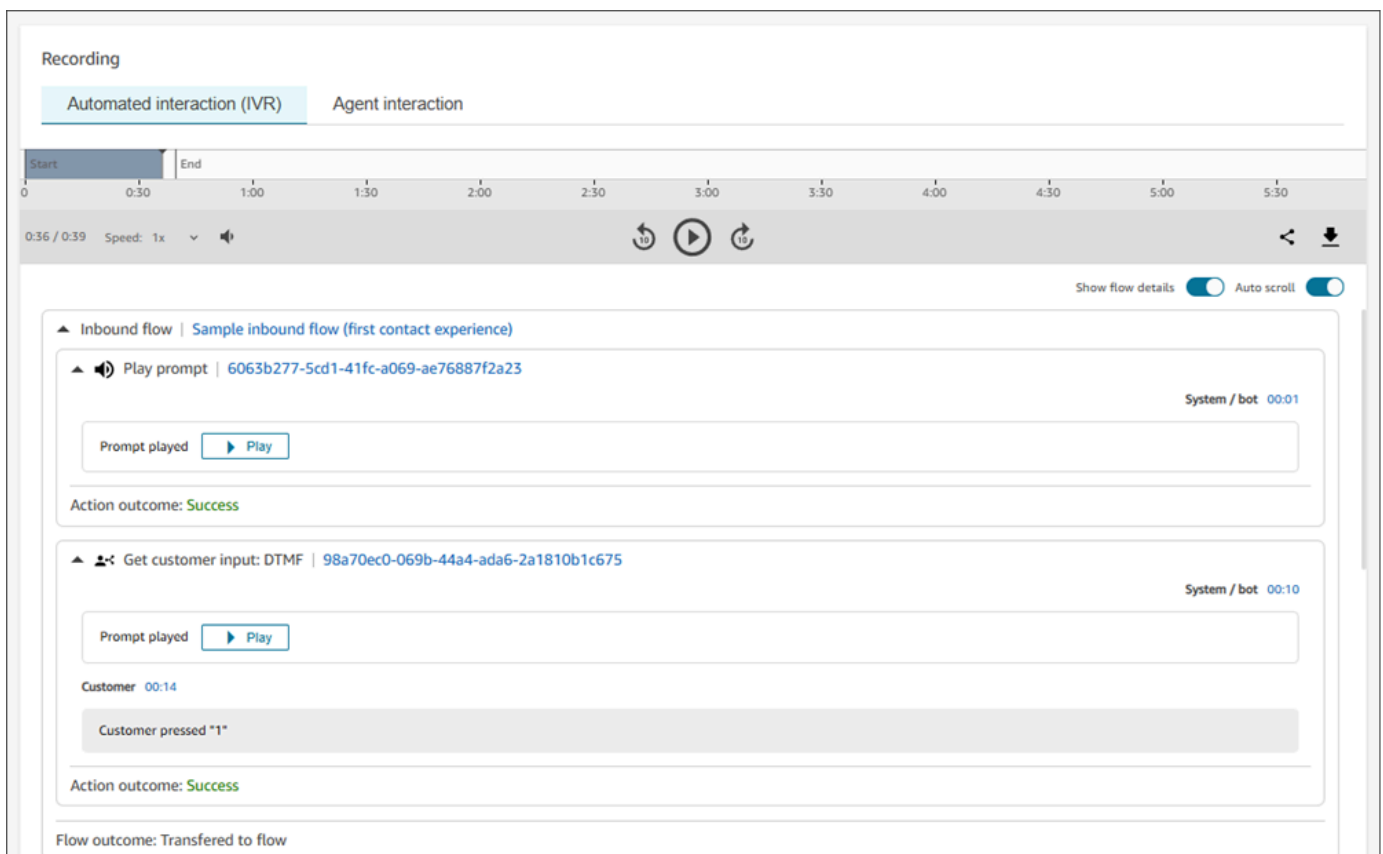 Recording
Automated interaction (IVR) Agent interaction
Start End
0 0:30 1:00 1:30 2:00 2:30 3:00 3:30 4:00 4:30 5:00 5:30
0:36 / 0:39 Speed: 1x 10 10
Show flow details Auto scroll
Inbound flow | Sample inbound flow (first contact experience)
Play prompt | 6063b277-5cd1-41fc-a069-ae76887f2a23
System / bot 00:01
Prompt played Play
Action outcome: Success
Get customer input: DTMF | 98a70ec0-069b-44a4-ada6-2a1810b1c675
System / bot 00:10
Prompt played Play
Customer 00:14
Customer pressed "1"
Action outcome: Success
Flow outcome: Transfered to flow